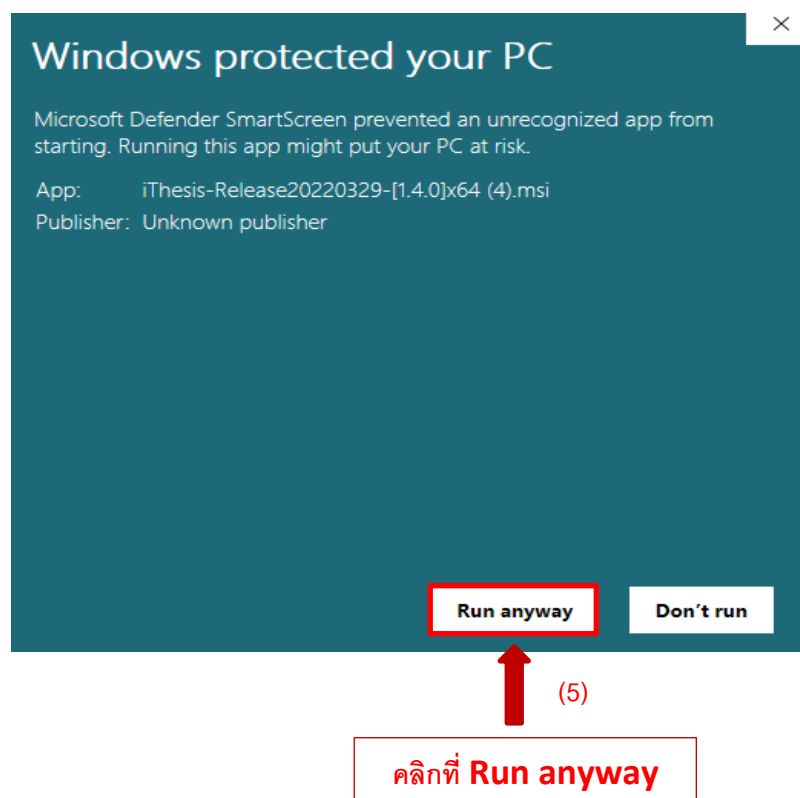 Windows protected your PC
Microsoft Defender SmartScreen prevented an unrecognized app from
starting. Running this app might put your PC at risk.
App: iThesis-Release20220329-[1.4.0]x64 (4).msi
Publisher: Unknown publisher
Run anyway Don't run
(5)
คลิกที่ Run anyway